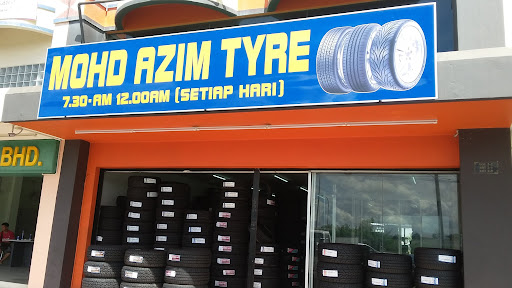 MOHD AZIM TYRE
7.30-AM 12.00AM (SETIAP HARI)
BHD.